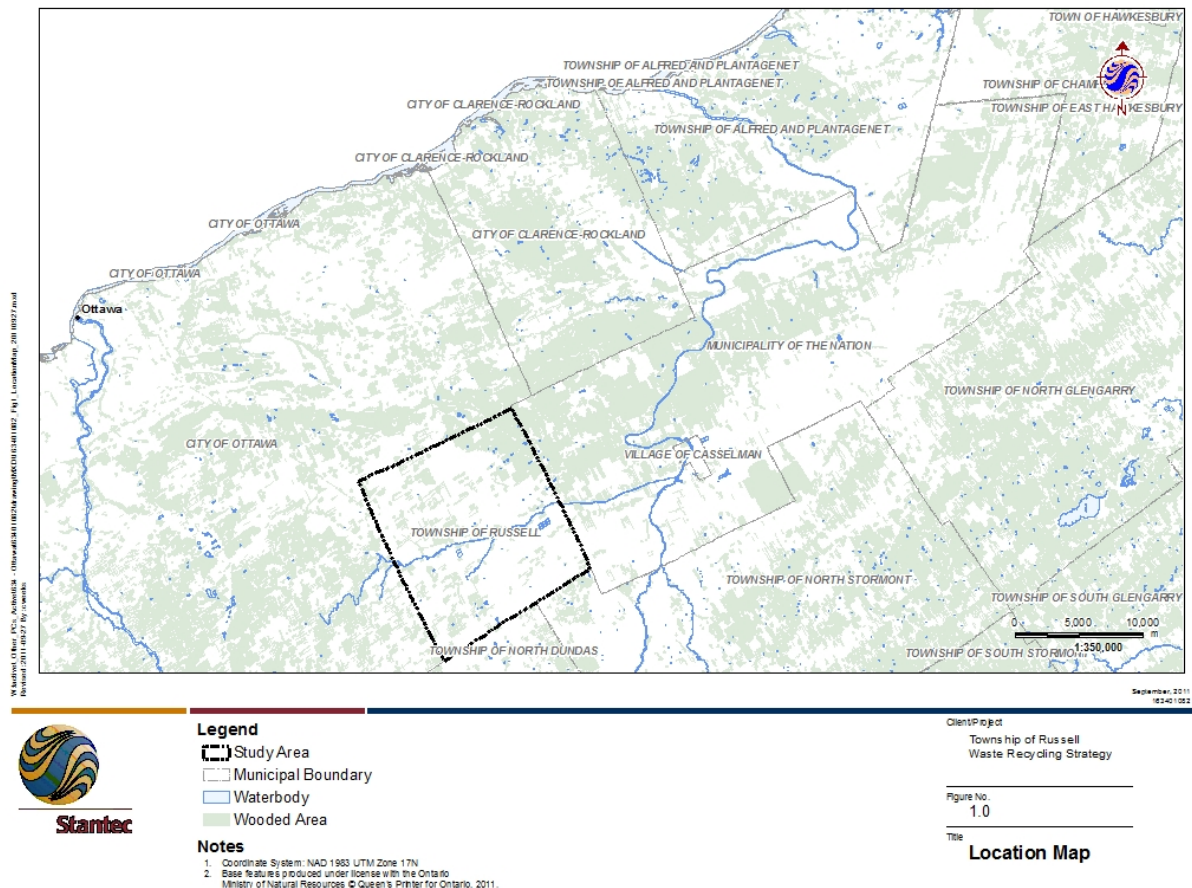 TOWN OF HAWKESBURY
TOWNSHIP OF ALFRED AND PLANTAGENET
TOWNSHIP OF ALFRED AND PLANTAGENET
TOWNSHIP OF CHAM
CITY OF CLARENCE-ROCKLAND
TOWNSHIP OF EAST HAWKESBURY
N
TOWNSHIP OF ALFRED AND PLANTAGENET
CITY OF CLARENCE-ROCKLAND
CITY OF OTTAWA
CITY OF CLARENCE-ROCKLAND
CITY OF OTTAWA
Ottawa
MUNICIPALITY OF THE NATION
TOWNSHIP OF NORTH GLENGARRY
CITY OF OTTAWA
VILLAGE OF CASSELMAN
TOWNSHIP OF RUSSELL
TOWNSHIP OF NORTH STORMONT
TOWNSHIP OF SOUTH GLENGARRY
0 5,000 10,000
m
1:350,000
TOWNSHIP OF NORTH DUNDAS
TOWNSHIP OF SOUTH STORMO
September, 2011
Stantec
Legend
Study Area
Municipal Boundary
Waterbody
Wooded Area
Notes
1. Coordinate System: NAD 1983 UTM Zone 17N
2. Base features produced under license with the Ontario
Ministry of Natural Resources © Queen's Printer for Ontario, 2011.
Client/Project
Township of Russell
Waste Recycling Strategy
Figure No.
1.0
Title
Location Map